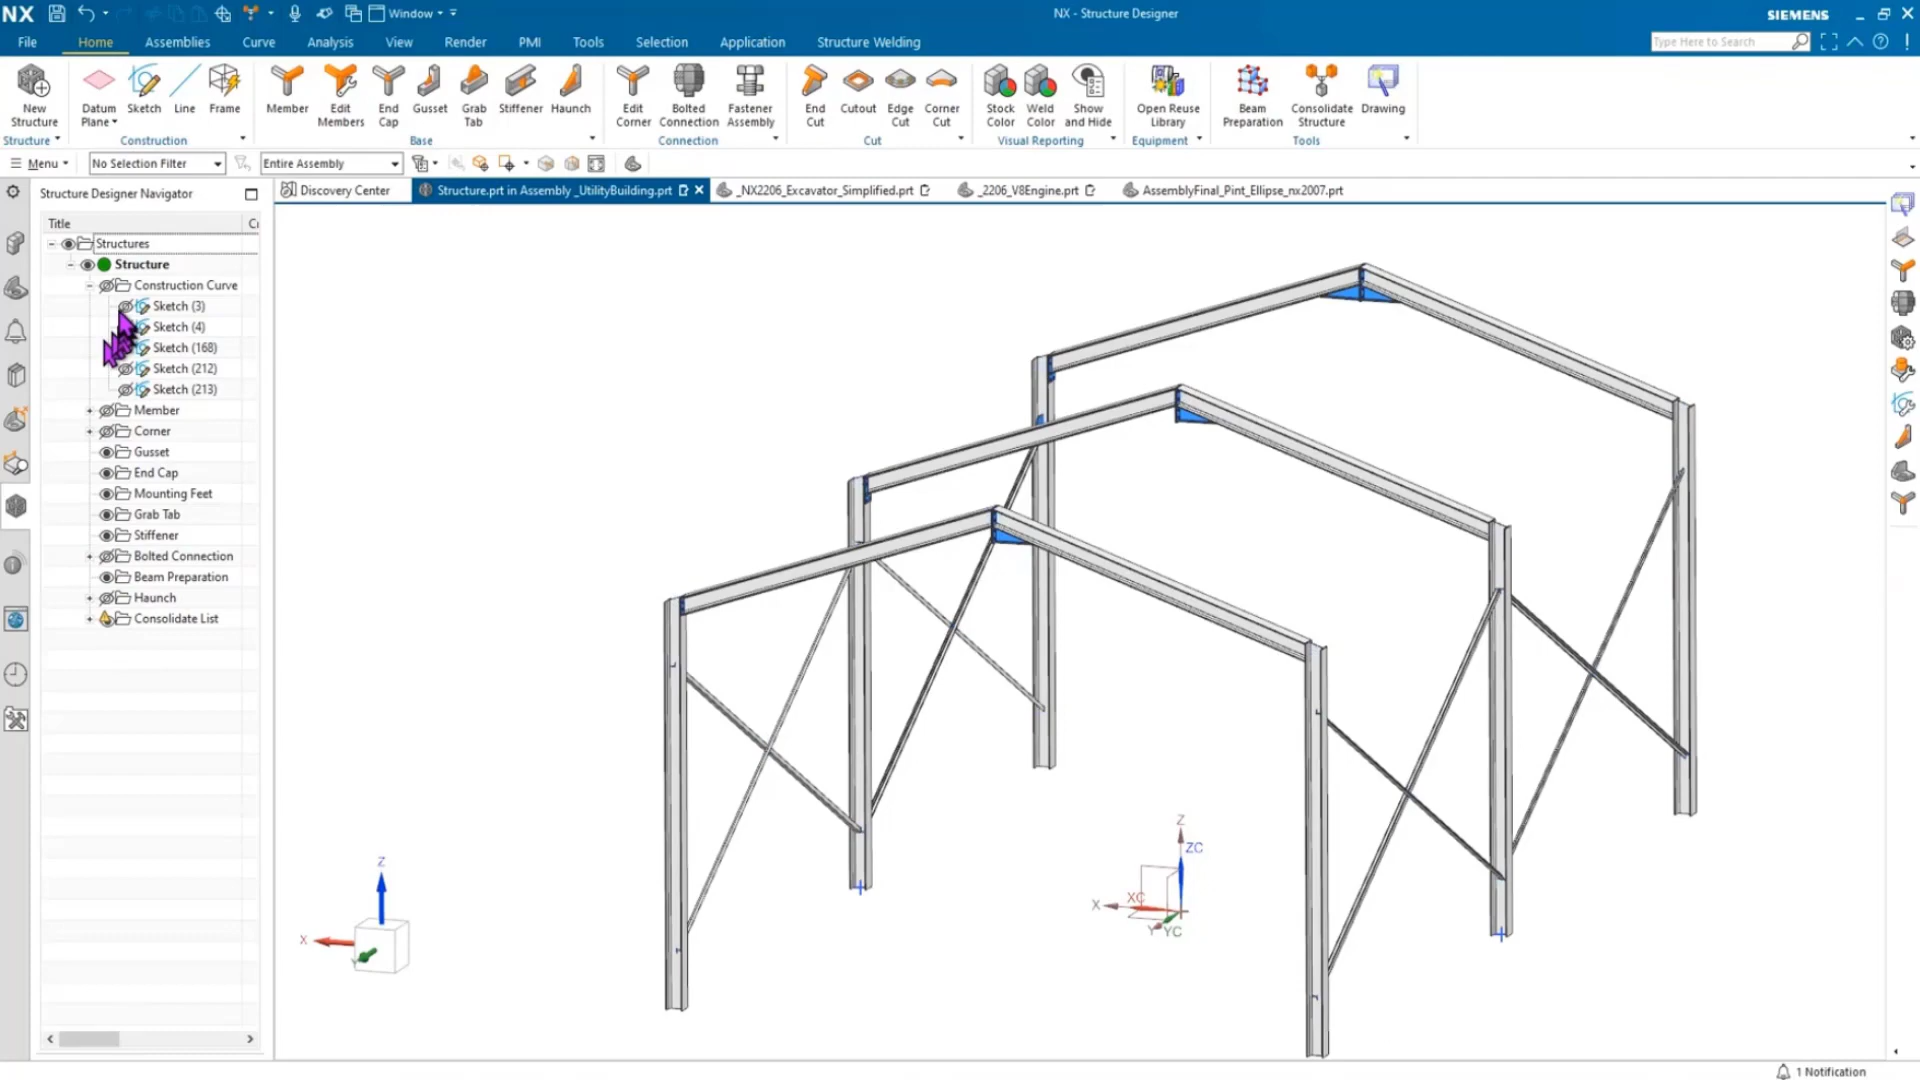 NX Window NX - Structure Designer SIEMENS
File Home Assemblies Curve Analysis View Render PMI Tools Selection Application Structure Welding Type Here to Search
New Structure
Datum Plane
Sketch
Line
Frame
Member
Edit Members
End Cap
Gusset
Grab Tab
Stiffener
Haunch
Edit Corner
Bolted Connection
Fastener Assembly
End Cut
Cutout
Edge Cut
Corner Cut
Stock Color
Weld Color
Show and Hide
Open Reuse Library
Beam Preparation
Consolidate Structure
Drawing
Structure Construction Base Connection Cut Visual Reporting Equipment Tools
Menu No Selection Filter Entire Assembly
Structure Designer Navigator
Discovery Center Structure.prt in Assembly _UtilityBuilding.prt _NX2206_Excavator_Simplified.prt _2206_V8Engine.prt AssemblyFinal_Pint_Ellipse_nx2007.prt
Title
Structures
Structure
Construction Curve
Sketch (3)
Sketch (4)
Sketch (168)
Sketch (212)
Sketch (213)
Member
Corner
Gusset
End Cap
Mounting Feet
Grab Tab
Stiffener
Bolted Connection
Beam Preparation
Haunch
Consolidate List
Z
ZC
X XC
Y YC
Z
X
Y
1 Notification